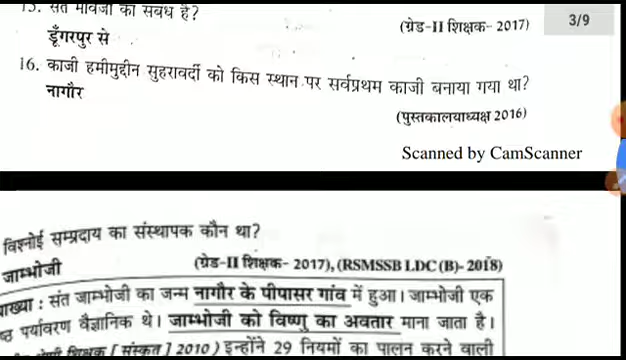 15. संत मावजी का संबंध है?
(ग्रेड-II शिक्षक- 2017)
3/9
डूँगरपुर से
16. काजी हमीमुद्दीन सुहरावर्दी को किस स्थान पर सर्वप्रथम काजी बनाया गया था?
नागौर
(पुस्तकालयाध्यक्ष 2016)
Scanned by CamScanner
विश्नोई सम्प्रदाय का संस्थापक कौन था?
जाम्भोजी
(ग्रेड-II शिक्षक- 2017), (RSMSSB LDC (B)- 2018)
: संत जाम्भोजी का जन्म नागौर के पीपासर गांव में हुआ। जाम्भोजी एक
पर्यावरण वैज्ञानिक थे। जाम्भोजी को विष्णु का अवतार माना जाता है।
शिक्षक [ संस्कृत ] 2010 ) इन्होंने 29 नियमों का पालन करने वाली